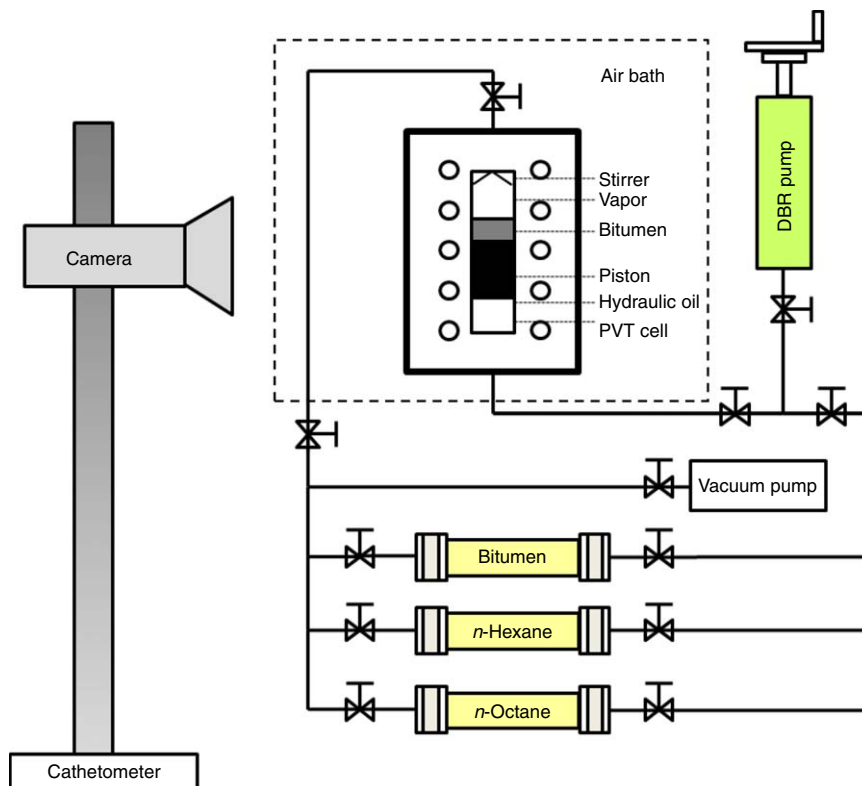 Air bath
Stirrer
Vapor
Bitumen
Piston
Hydraulic oil
PVT cell
DBR pump
Camera
Vacuum pump
Bitumen
n-Hexane
n-Octane
Cathetometer